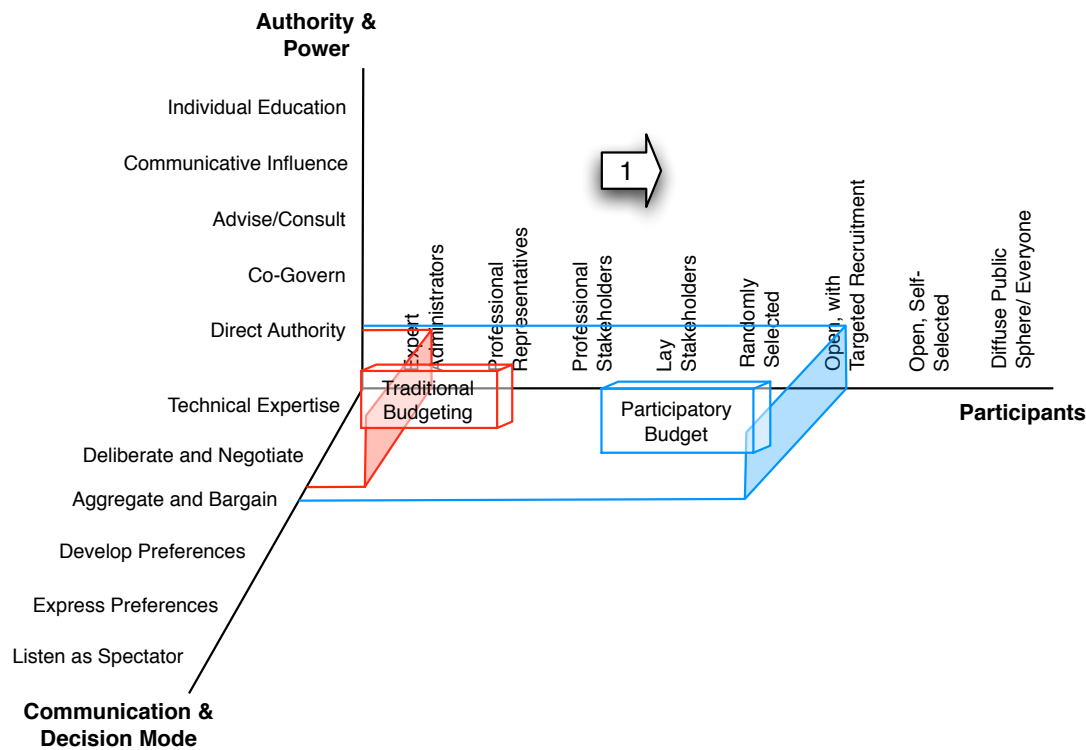 Authority &
Power
Individual Education
Communicative Influence
1
Advise/Consult
Co-Govern
Direct Authority
Expert
Administrators
Professional
Representatives
Professional
Stakeholders
Lay
Stakeholders
Randomly
Selected
Open, with
Targeted Recruitment
Open, Self-
Selected
Diffuse Public
Sphere/ Everyone
Traditional
Budgeting
Participatory
Budget
Participants
Technical Expertise
Deliberate and Negotiate
Aggregate and Bargain
Develop Preferences
Express Preferences
Listen as Spectator
Communication &
Decision Mode